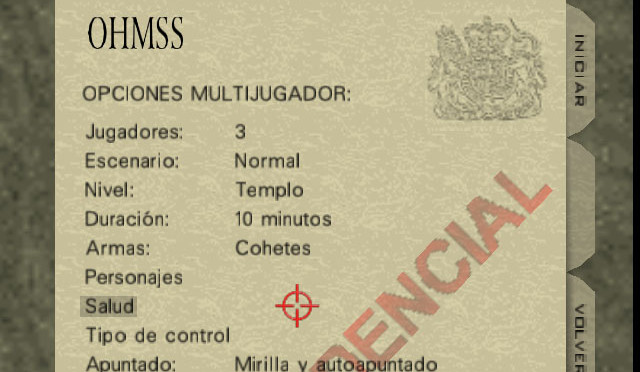 OHMSS
OPCIONES MULTIJUGADOR:
Jugadores: 3
Escenario: Normal
Nivel: Templo
Duración: 10 minutos
Armas: Cohetes
Personajes
Salud
Tipo de control
Apuntado: Mirilla y autoapuntado
DENCIAL
INICIAR
VOLVER